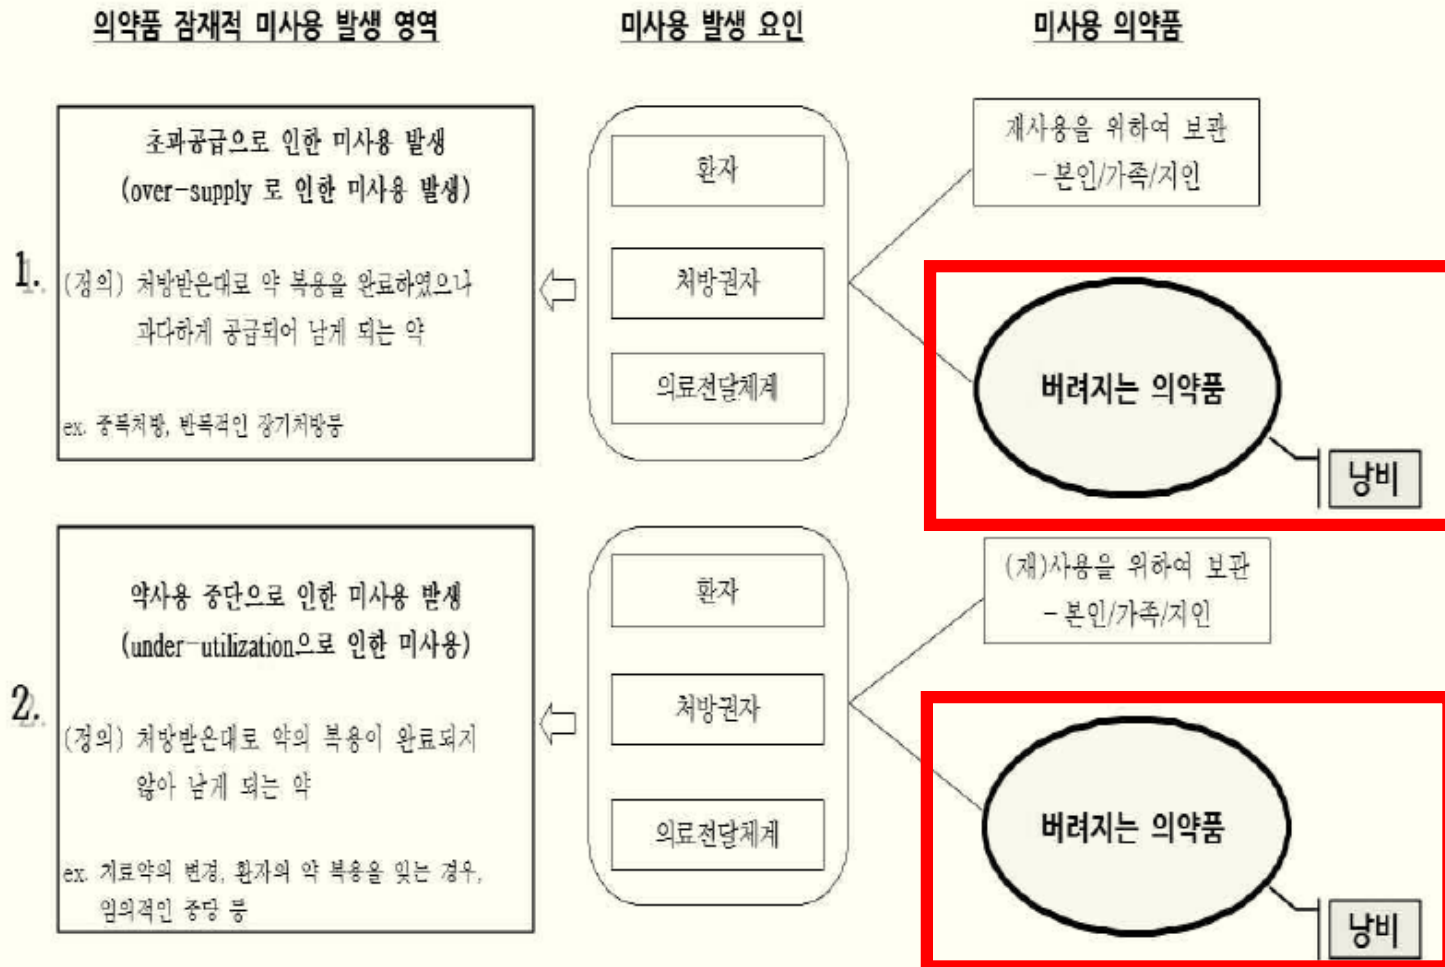 의약품 잠재적 미사용 발생 영역
미사용 발생 요인
미사용 의약품
1.
초과공급으로 인한 미사용 발생
(over-supply 로 인한 미사용 발생)
(정의) 처방받은대로 약 복용을 완료하였으나
과다하게 공급되어 남게 되는 약
ex. 중복처방, 반복적인 장기처방등
환자
처방권자
의료전달체계
재사용을 위하여 보관
- 본인/가족/지인
버려지는 의약품
낭비
2.
약사용 중단으로 인한 미사용 발생
(under-utilization으로 인한 미사용)
(정의) 처방받은대로 약의 복용이 완료되지
않아 남게 되는 약
ex. 치료약의 변경, 환자의 약 복용을 잊는 경우,
임의적인 중당 등
환자
처방권자
의료전달체계
(재)사용을 위하여 보관
- 본인/가족/지인
버려지는 의약품
낭비